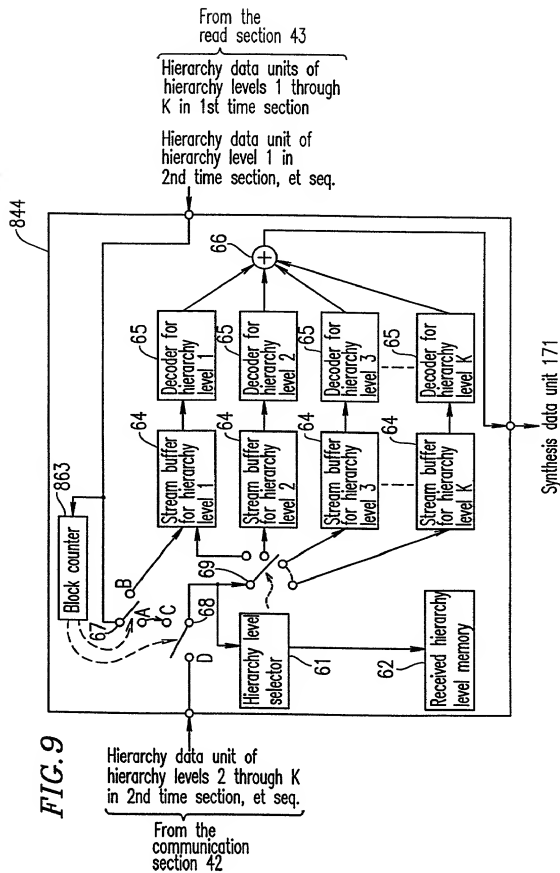 FIG.9
844
From the
read section 43
Hierarchy data units of
hierarchy levels 1 through
K in 1st time section
Hierarchy data unit of
hierarchy level 1 in
2nd time section, et seq.
863
Block counter
67
B
A
C
D
68
69
64
Stream buffer
for hierarchy
level 1
65
Decoder for
hierarchy
level 1
64
Stream buffer
for hierarchy
level 2
65
Decoder for
hierarchy
level 2
64
Stream buffer
for hierarchy
level 3
65
Decoder for
hierarchy
level 3
64
Stream buffer
for hierarchy
level K
65
Decoder for
hierarchy
level K
66
+
Hierarchy level
selector
61
62
Received hierarchy
level memory
Hierarchy data unit of
hierarchy levels 2 through K
in 2nd time section, et seq.
From the
communication
section 42
Synthesis data unit 171